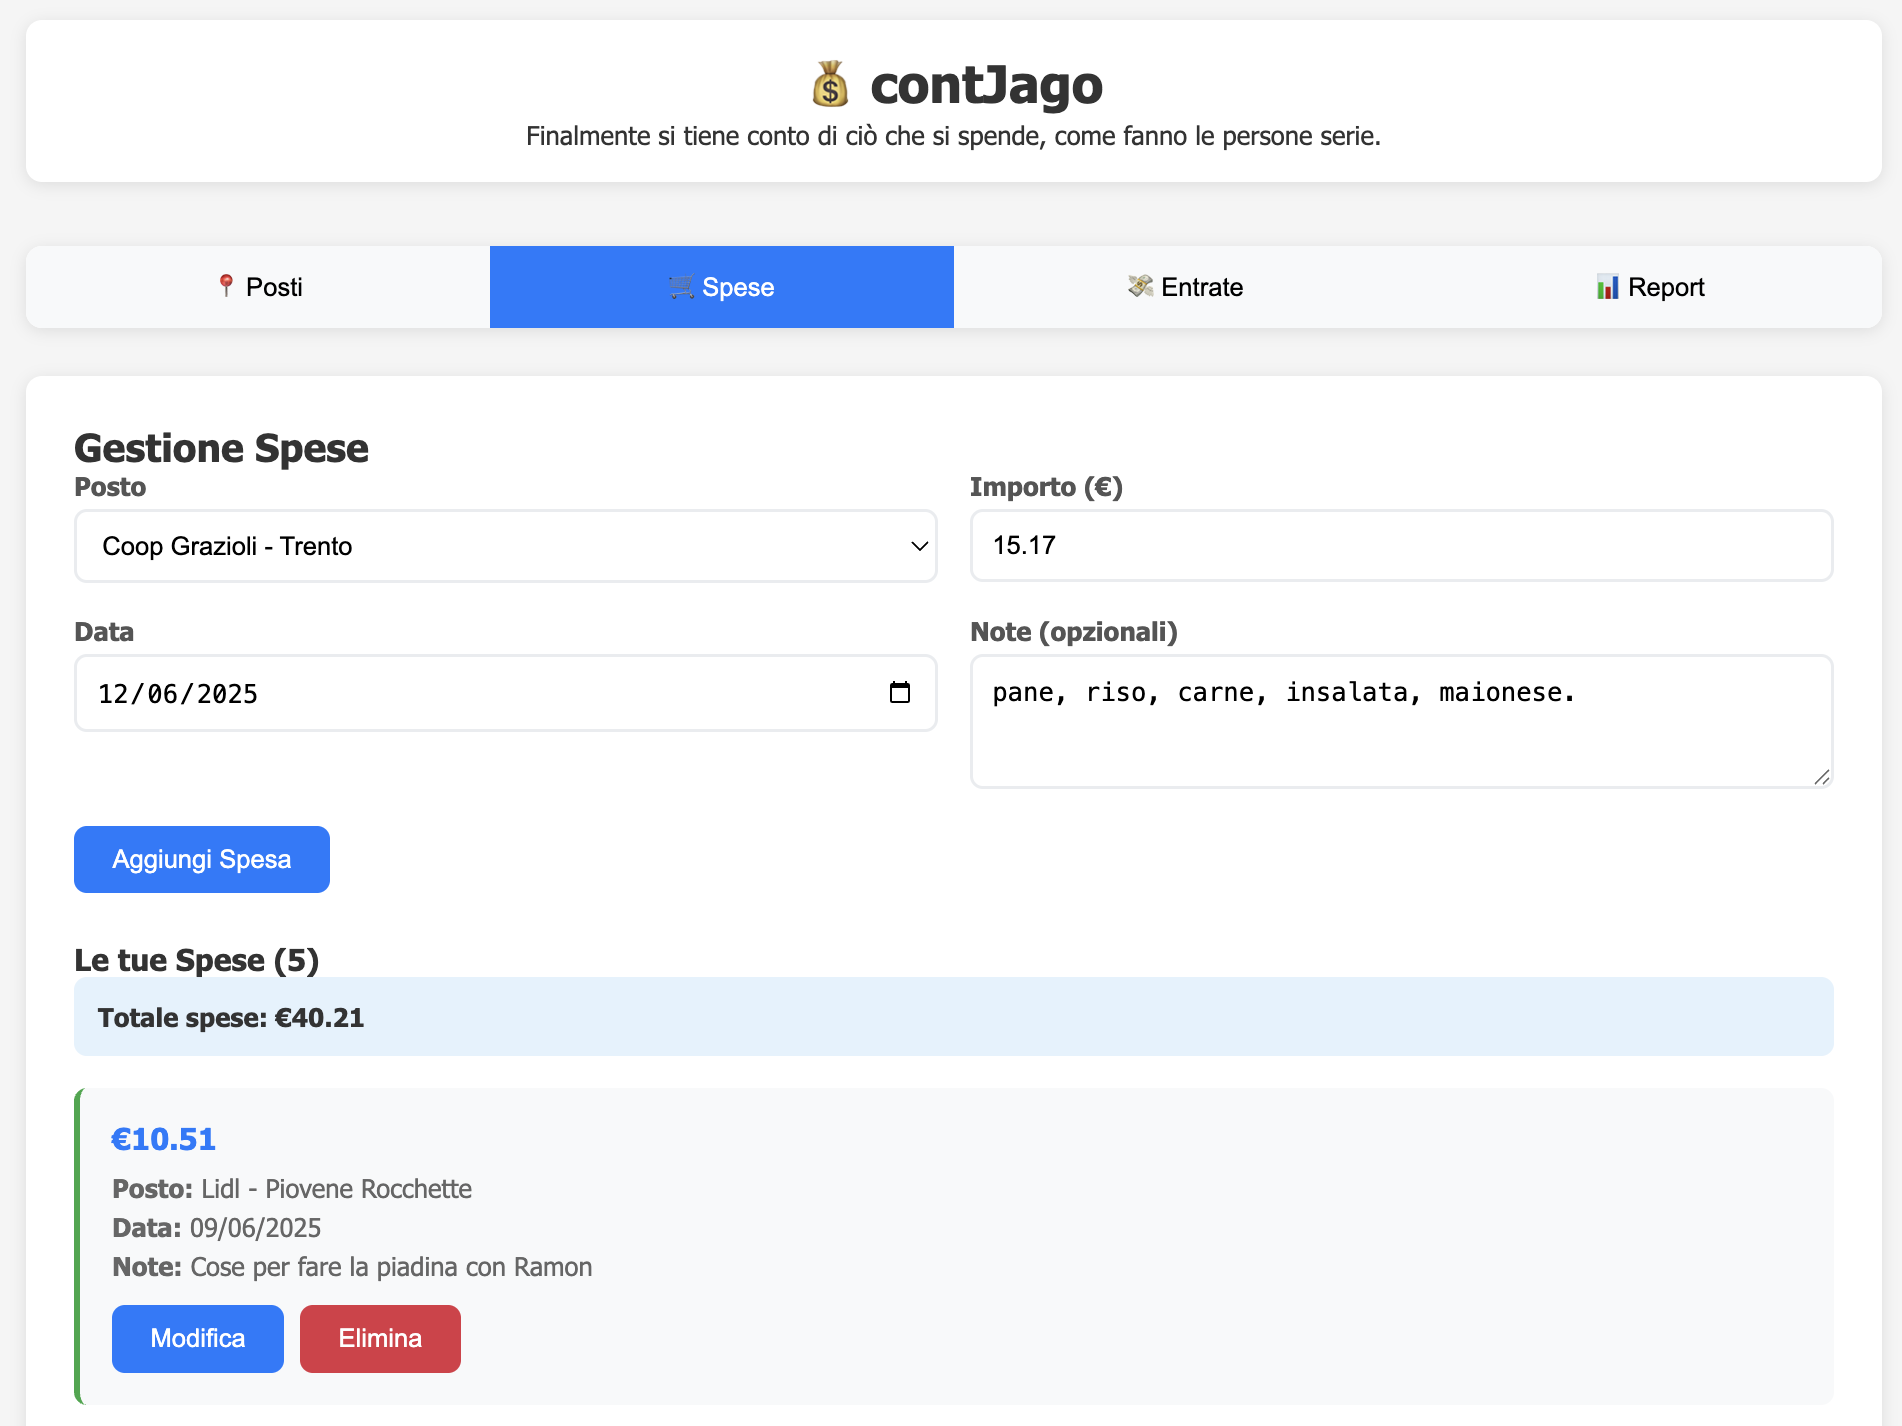 contJago
Finalmente si tiene conto di ciò che si spende, come fanno le persone serie.
Posti
Spese
Entrate
Report
Gestione Spese
Posto
Importo (€)
Coop Grazioli - Trento
15.17
Data
Note (opzionali)
12/06/2025
pane, riso, carne, insalata, maionese.
Aggiungi Spesa
Le tue Spese (5)
Totale spese: €40.21
€10.51
Posto: Lidl - Piovene Rocchette
Data: 09/06/2025
Note: Cose per fare la piadina con Ramon
Modifica
Elimina